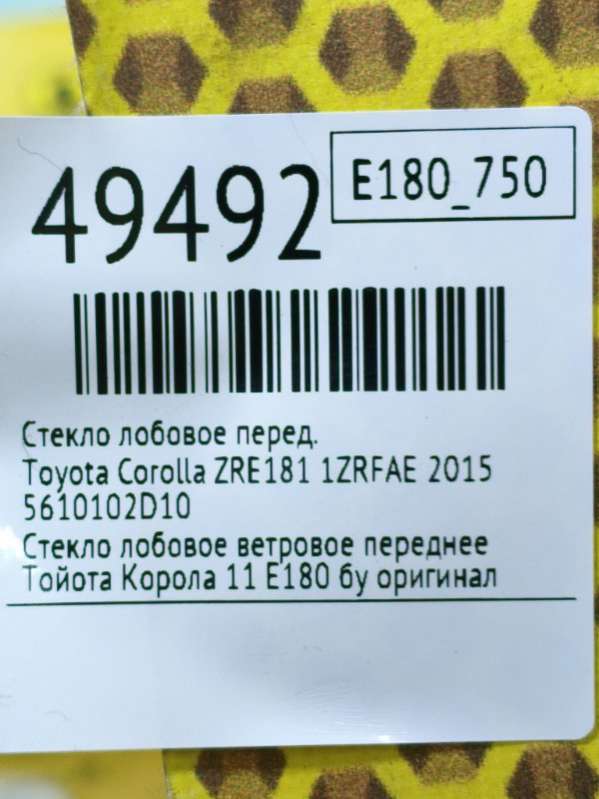 49492
E180_750
Стекло лобовое перед.
Toyota Corolla ZRE181 1ZRFAE 2015
5610102D10
Стекло лобовое ветровое переднее
Тойота Корола 11 Е180 бу оригинал